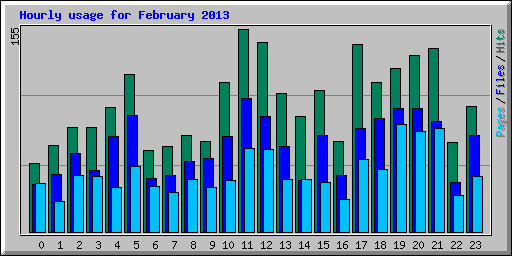 Hourly usage for February 2013
155
Pages / Files / Hits
0 1 2 3 4 5 6 7 8 9 10 11 12 13 14 15 16 17 18 19 20 21 22 23